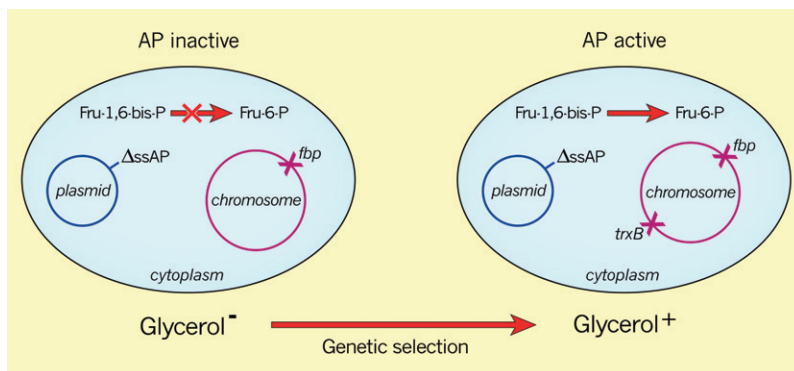 AP inactive
AP active
Fru-1,6-bis-P Fru-6-P
Fru-1,6-bis-P Fru-6-P
ΔssAP
fbp
plasmid
chromosome
cytoplasm
ΔssAP
fbp
plasmid
chromosome
trxB
cytoplasm
Glycerol⁻
Glycerol⁺
Genetic selection